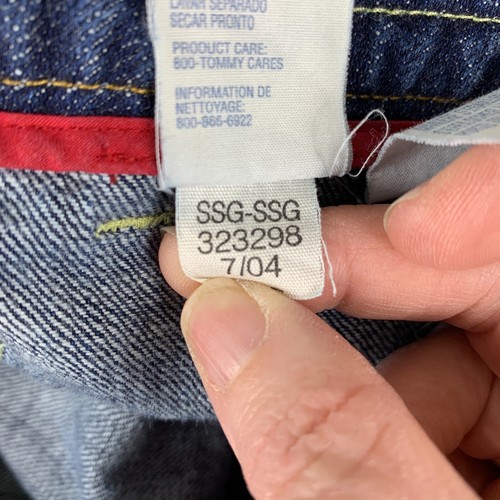 LAVAR SEPARADO
SECAR PRONTO
PRODUCT CARE:
800-TOMMY CARES
INFORMATION DE
NETTOYAGE:
800-866-6922
SSG-SSG
323298
7/04